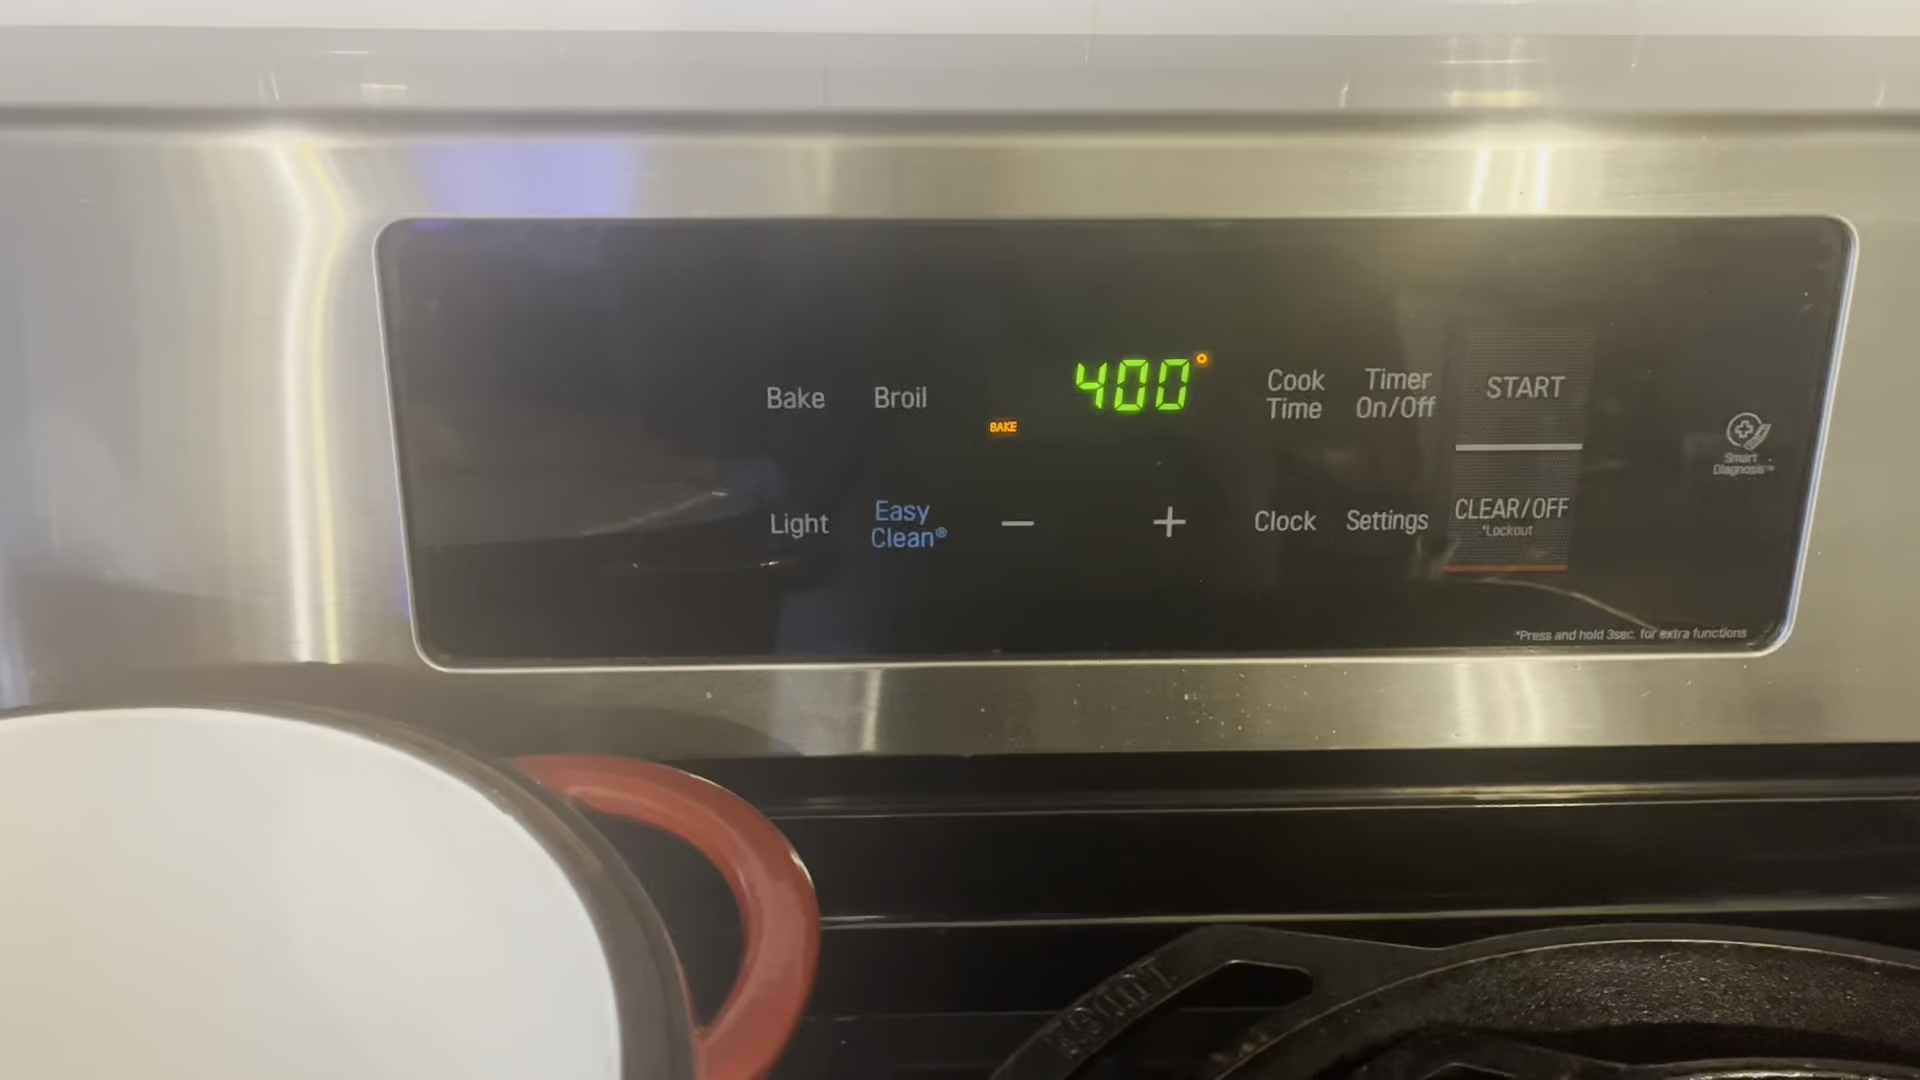 Bake
Broil
BAKE
400°
Cook
Time
Timer
On/Off
START
Smart
Diagnosis™
Light
Easy
Clean®
−
+
Clock
Settings
CLEAR/OFF
*Lockout
*Press and hold 3sec. for extra functions